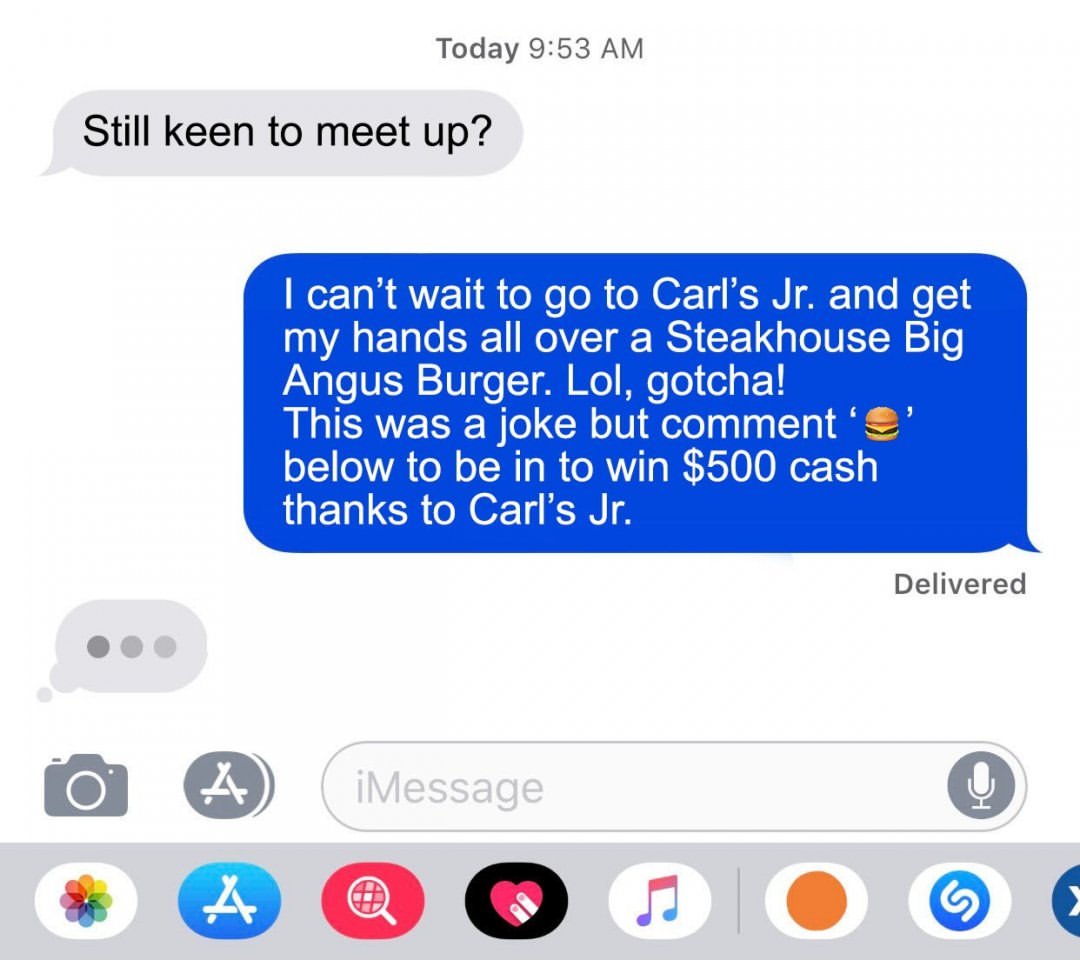 Today 9:53 AM
Still keen to meet up?
I can’t wait to go to Carl’s Jr. and get
my hands all over a Steakhouse Big
Angus Burger. Lol, gotcha!
This was a joke but comment ‘🍔’
below to be in to win $500 cash
thanks to Carl’s Jr.
Delivered
iMessage